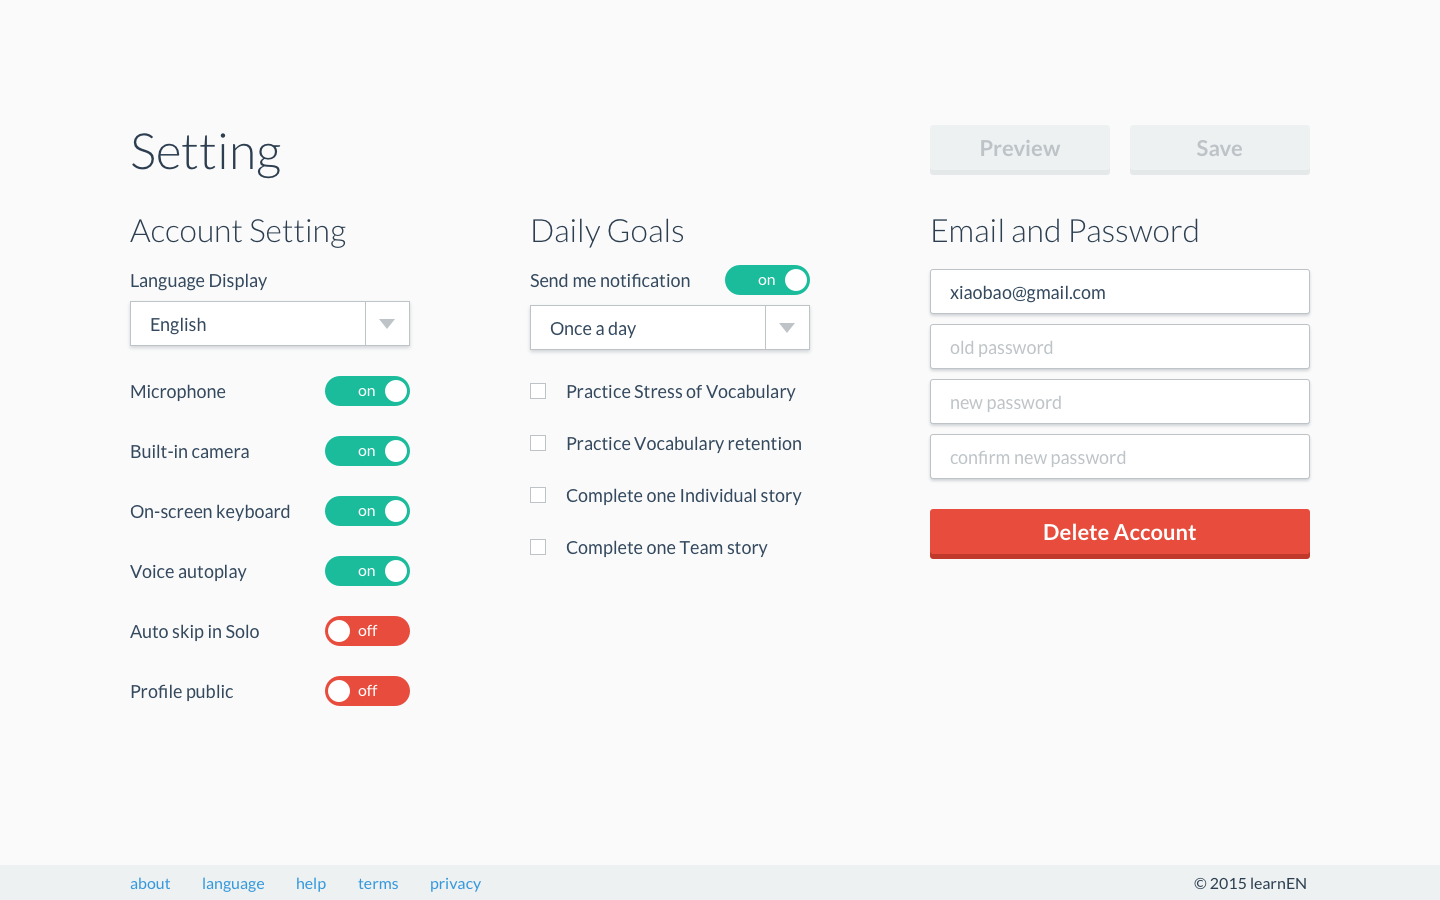 Setting
Preview
Save
Account Setting
Language Display
English
Microphone
on
Built-in camera
on
On-screen keyboard
on
Voice autoplay
on
Auto skip in Solo
off
Profile public
off
Daily Goals
Send me notification
on
Once a day
Practice Stress of Vocabulary
Practice Vocabulary retention
Complete one Individual story
Complete one Team story
Email and Password
xiaobao@gmail.com
old password
new password
confirm new password
Delete Account
about language help terms privacy
© 2015 learnEN